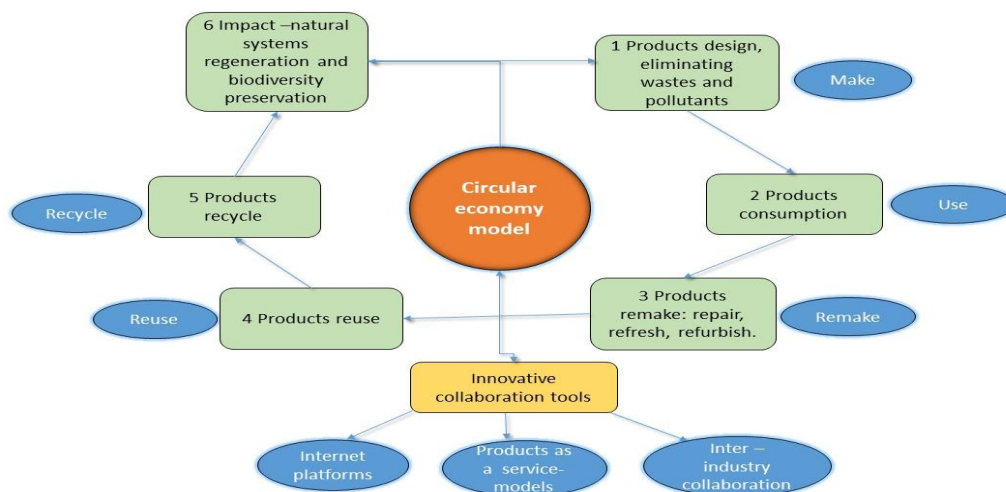 6 Impact –natural
systems
regeneration and
biodiversity
preservation
1 Products design,
eliminating
wastes and
pollutants
Make
Circular
economy
model
5 Products
recycle
Recycle
2 Products
consumption
Use
4 Products reuse
Reuse
3 Products
remake: repair,
refresh, refurbish.
Remake
Innovative
collaboration tools
Internet
platforms
Products as
a service-
models
Inter –
industry
collaboration